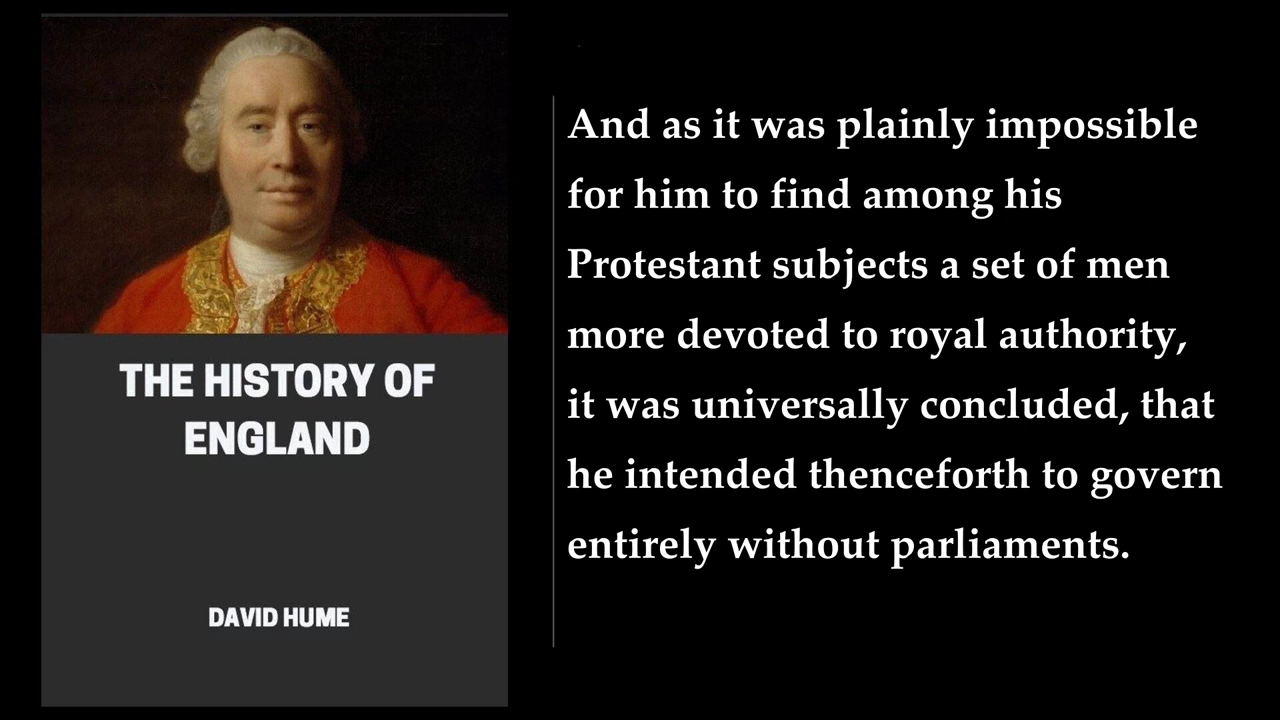 THE HISTORY OF
ENGLAND
DAVID HUME
And as it was plainly impossible
for him to find among his
Protestant subjects a set of men
more devoted to royal authority,
it was universally concluded, that
he intended thenceforth to govern
entirely without parliaments.